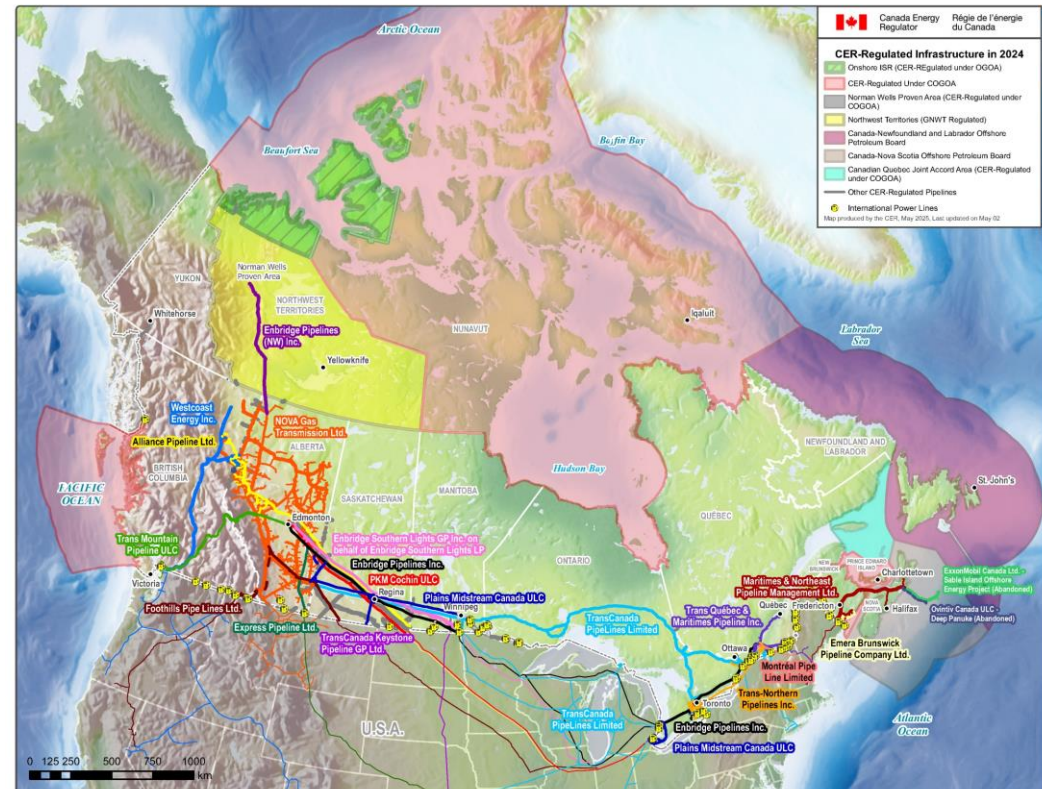 Canada Energy
Regulator
Régie de l'énergie
du Canada
CER-Regulated Infrastructure in 2024
Onshore ISR (CER-REgulated under OGOA)
CER-Regulated Under COGOA
Norman Wells Proven Area (CER-Regulated under
COGOA)
Northwest Territories (GNWT Regulated)
Canada-Newfoundland and Labrador Offshore
Petroleum Board
Canada-Nova Scotia Offshore Petroleum Board
Canadian Quebec Joint Accord Area (CER-Regulated
under COGOA)
Other CER-Regulated Pipelines
International Power Lines
Map produced by the CER, May 2025, Last updated on May 02
Arctic Ocean
Beaufort Sea
Baffin Bay
YUKON
Norman Wells
Proven Area
NORTHWEST
TERRITORIES
Whitehorse
Enbridge Pipelines
(NW) Inc.
NUNAVUT
Iqaluit
Yellowknife
Labrador
Sea
Westcoast
Energy Inc.
NOVA Gas
Transmission Ltd.
Alliance Pipeline Ltd.
ALBERTA
BRITISH
COLUMBIA
PACIFIC
OCEAN
SASKATCHEWAN
MANITOBA
Hudson Bay
NEWFOUNDLAND AND
LABRADOR
St. John's
QUÉBEC
ONTARIO
Edmonton
Trans Mountain
Pipeline ULC
Enbridge Southern Lights GP Inc. on
behalf of Enbridge Southern Lights LP
Enbridge Pipelines Inc.
PKM Cochin ULC
Victoria
Regina
Plains Midstream Canada ULC
Winnipeg
Foothills Pipe Lines Ltd.
Express Pipeline Ltd.
TransCanada Keystone
Pipeline GP Ltd.
TransCanada
PipeLines Limited
NEW
BRUNSWICK
PRINCE EDWARD
ISLAND
Charlottetown
Maritimes & Northeast
Pipeline Management Ltd.
ExxonMobil Canada Ltd. -
Sable Island Offshore
Energy Project (Abandoned)
Trans Québec &
Maritimes Pipeline Inc.
Québec
Fredericton
NOVA
SCOTIA
Halifax
Ovintiv Canada ULC -
Deep Panuke (Abandoned)
Emera Brunswick
Pipeline Company Ltd.
Ottawa
Montréal Pipe
Line Limited
Trans-Northern
Pipelines Inc.
Toronto
U.S.A.
TransCanada
PipeLines Limited
Enbridge Pipelines Inc.
Plains Midstream Canada ULC
Atlantic
Ocean
0 125 250 500 750 1000
km